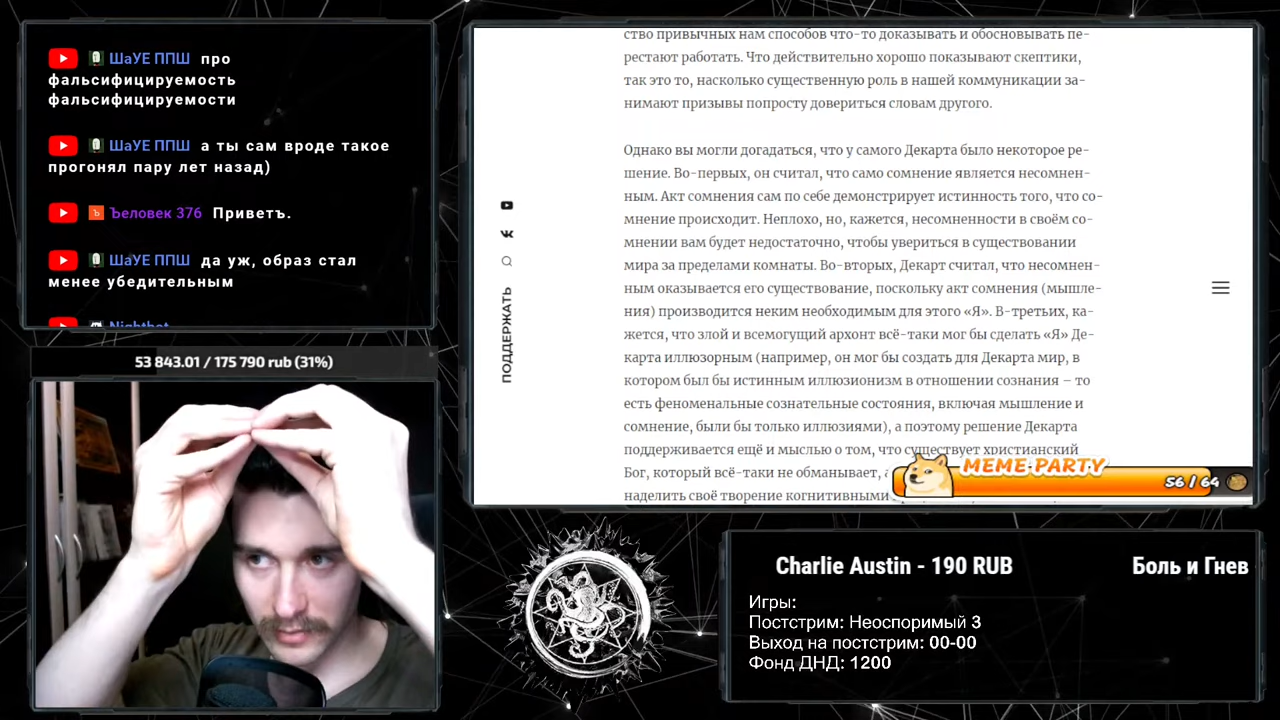 ШаУЕ ППШ про
фальсифицируемость
фальсифицируемости
ШаУЕ ППШ а ты сам вроде такое
прогонял пару лет назад)
Ъеловек 376 Приветъ.
ШаУЕ ППШ да уж, образ стал
менее убедительным
Nightbot
53 843.01 / 175 790 rub (31%)
ПОДДЕРЖАТЬ
ство привычных нам способов что-то доказывать и обосновывать пе-
рестают работать. Что действительно хорошо показывают скептики,
так это то, насколько существенную роль в нашей коммуникации за-
нимают призывы попросту довериться словам другого.
Однако вы могли догадаться, что у самого Декарта было некоторое ре-
шение. Во-первых, он считал, что само сомнение является несомнен-
ным. Акт сомнения сам по себе демонстрирует истинность того, что со-
мнение происходит. Неплохо, но, кажется, несомненности в своём со-
мнении вам будет недостаточно, чтобы увериться в существовании
мира за пределами комнаты. Во-вторых, Декарт считал, что несомнен-
ным оказывается его существование, поскольку акт сомнения (мышле-
ния) производится неким необходимым для этого «Я». В-третьих, ка-
жется, что злой и всемогущий архонт всё-таки мог бы сделать «Я» Де-
карта иллюзорным (например, он мог бы создать для Декарта мир, в
котором был бы истинным иллюзионизм в отношении сознания – то
есть феноменальные сознательные состояния, включая мышление и
сомнение, были бы только иллюзиями), а поэтому решение Декарта
поддерживается ещё и мыслью о том, что существует христианский
Бог, который всё-таки не обманывает,
наделить своё творение когнитивными
MEME PARTY
56 / 64
Charlie Austin - 190 RUB
Боль и Гнев
Игры:
Постстрим: Неоспоримый 3
Выход на постстрим: 00-00
Фонд ДНД: 1200